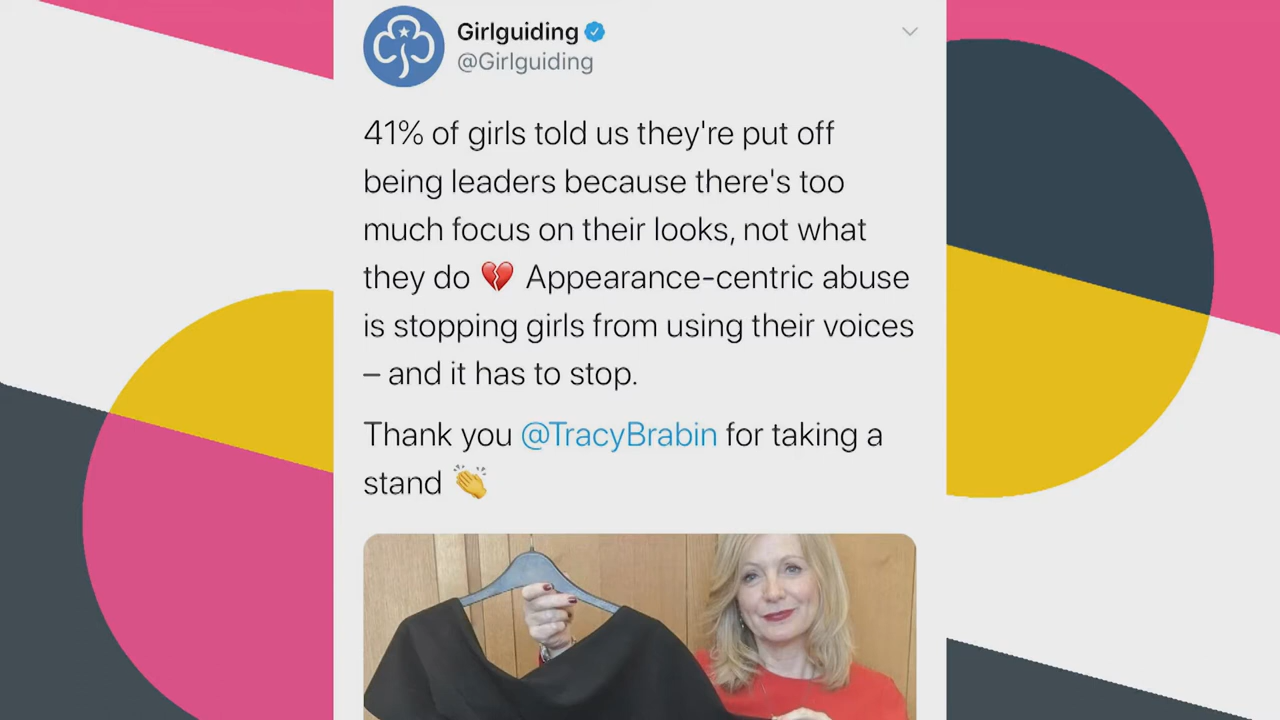 Girlguiding
@Girlguiding
41% of girls told us they're put off
being leaders because there's too
much focus on their looks, not what
they do 💔 Appearance-centric abuse
is stopping girls from using their voices
– and it has to stop.
Thank you @TracyBrabin for taking a
stand 👏